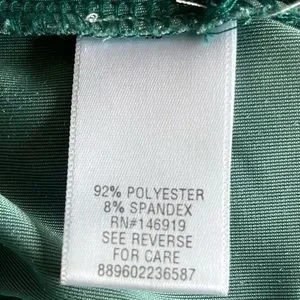 92% POLYESTER
8% SPANDEX
RN#146919
SEE REVERSE
FOR CARE
889602236587